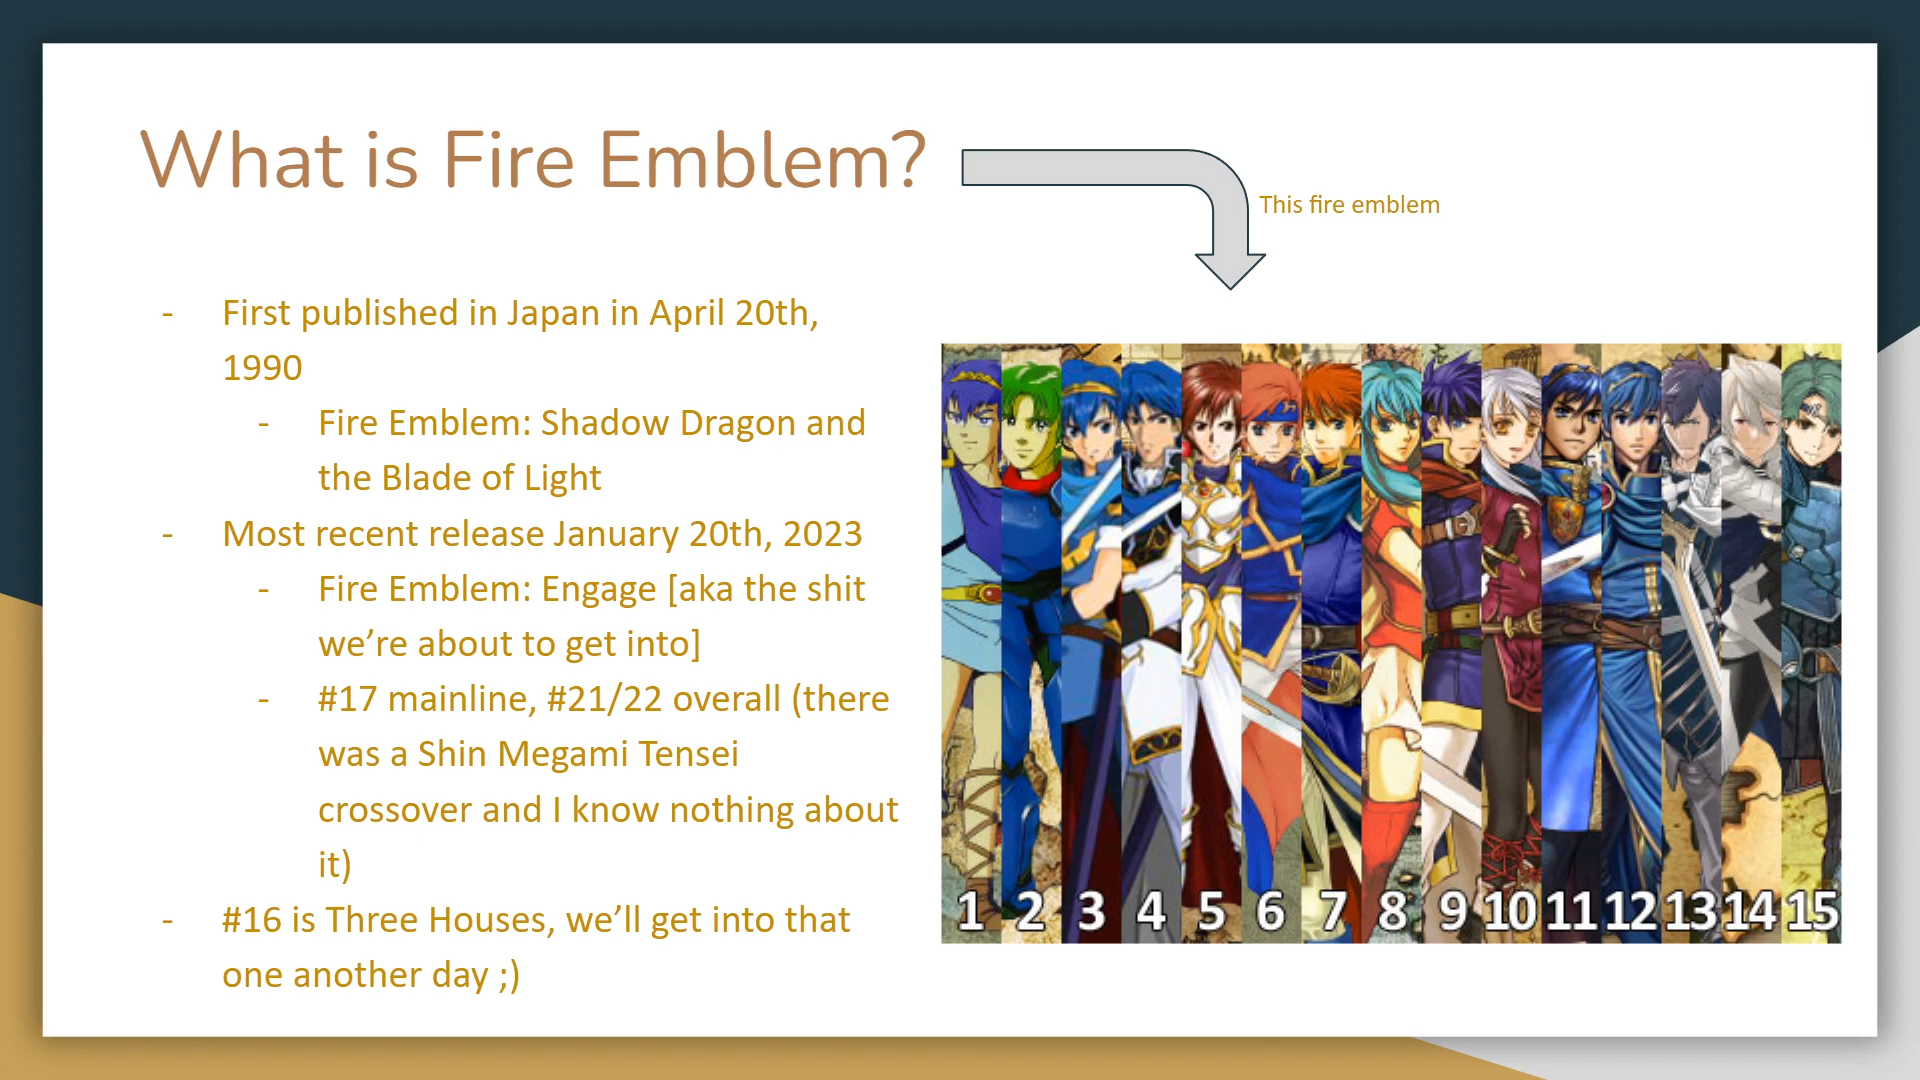 What is Fire Emblem?
This fire emblem
- First published in Japan in April 20th,
1990
- Fire Emblem: Shadow Dragon and
the Blade of Light
- Most recent release January 20th, 2023
- Fire Emblem: Engage [aka the shit
we’re about to get into]
- #17 mainline, #21/22 overall (there
was a Shin Megami Tensei
crossover and I know nothing about
it)
- #16 is Three Houses, we’ll get into that
one another day ;)
1 2 3 4 5 6 7 8 9 10 11 12 13 14 15